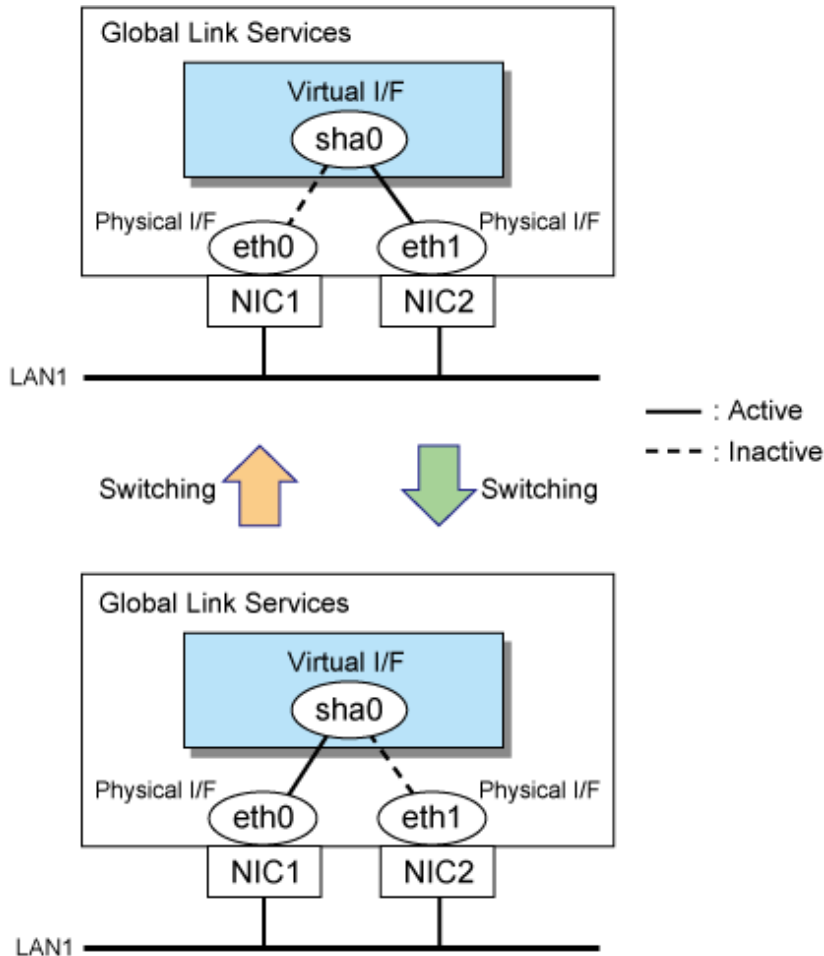 Global Link Services
Virtual I/F
sha0
Physical I/F
Physical I/F
eth0
eth1
NIC1
NIC2
LAN1
: Active
: Inactive
Switching
Switching
Global Link Services
Virtual I/F
sha0
Physical I/F
Physical I/F
eth0
eth1
NIC1
NIC2
LAN1